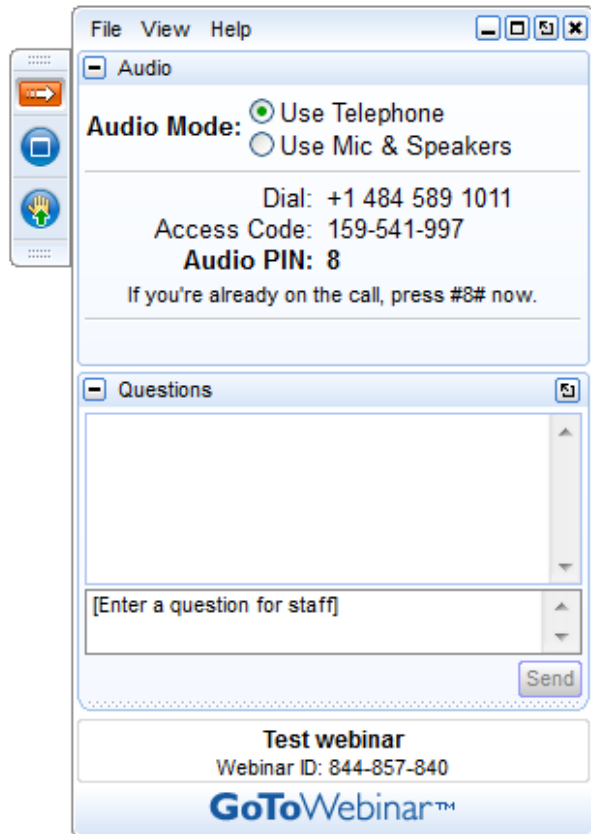 File View Help
Audio
Audio Mode: Use Telephone
Use Mic & Speakers
Dial: +1 484 589 1011
Access Code: 159-541-997
Audio PIN: 8
If you're already on the call, press #8# now.
Questions
[Enter a question for staff]
Send
Test webinar
Webinar ID: 844-857-840
GoToWebinar™